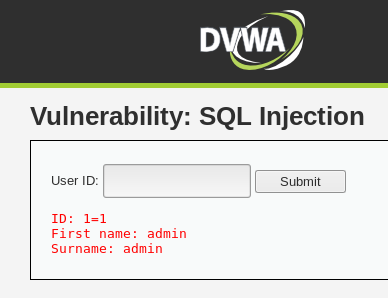 DVWA
Vulnerability: SQL Injection
User ID: Submit
ID: 1=1
First name: admin
Surname: admin